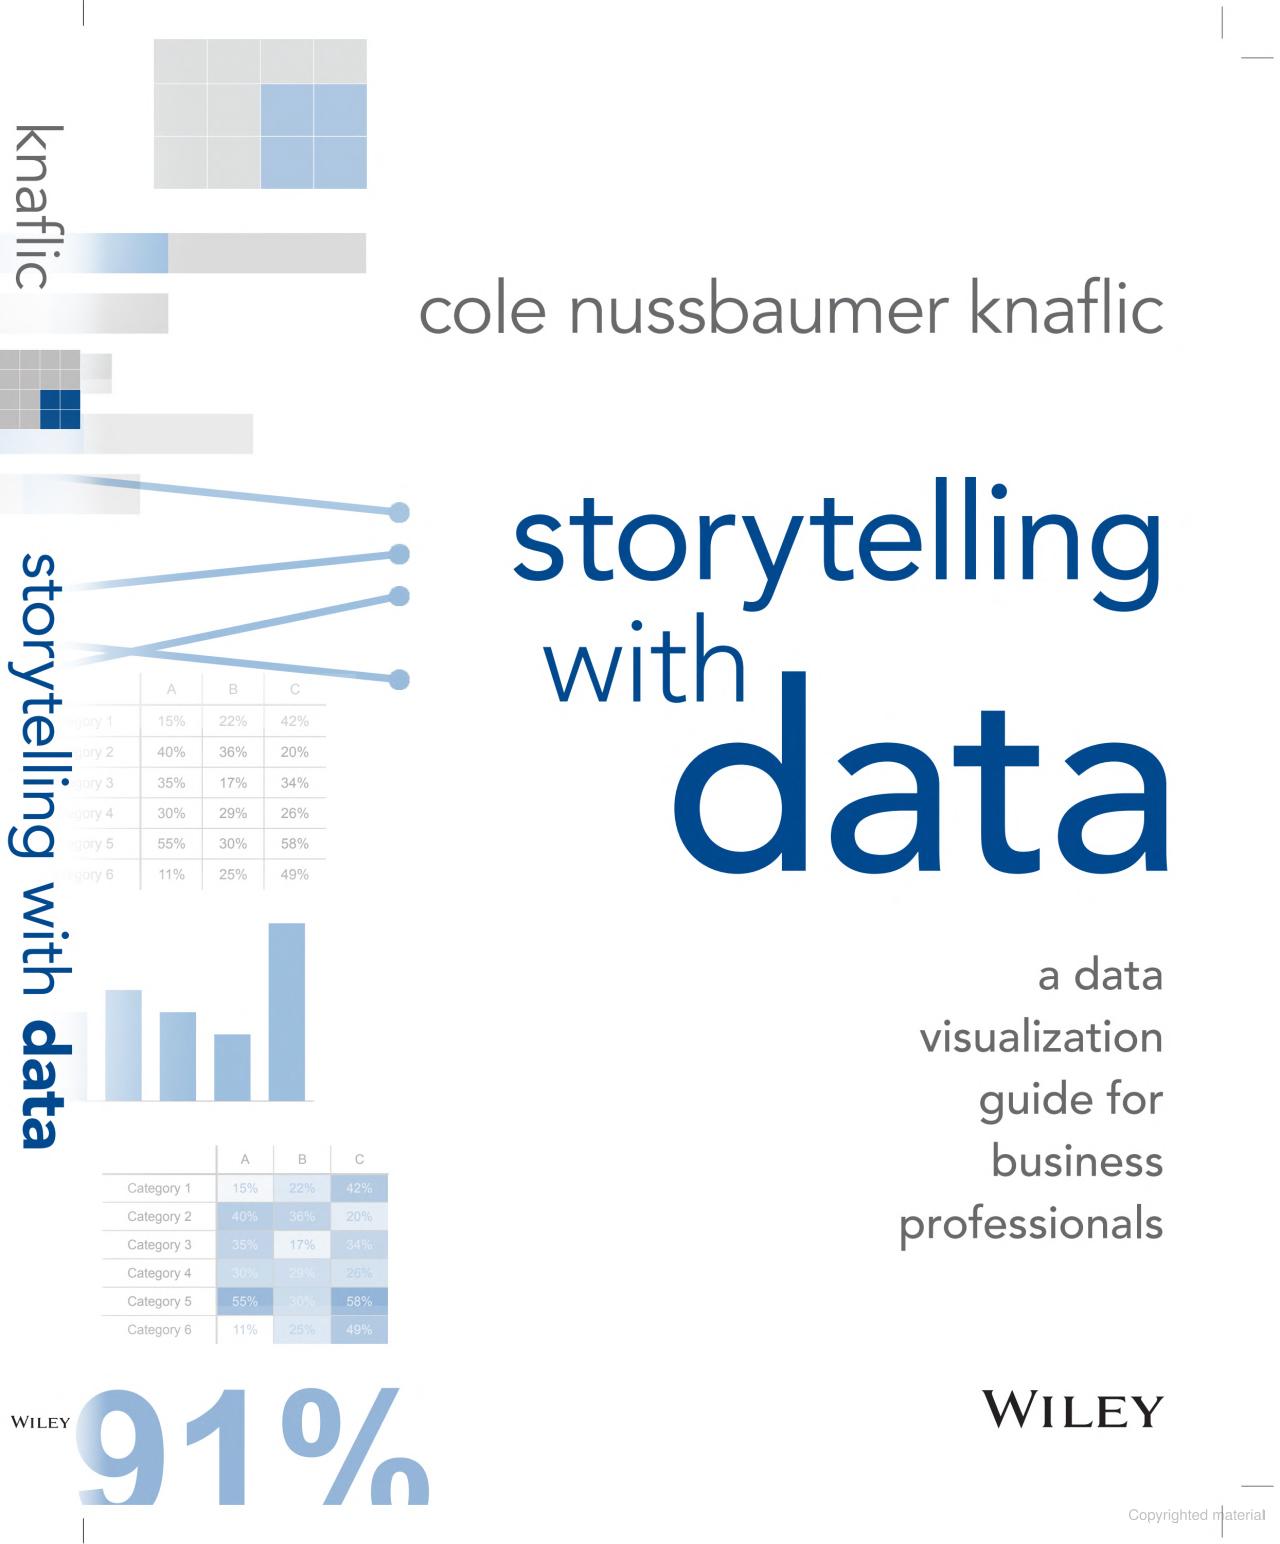 knaflic
storytelling with data
WILEY
cole nussbaumer knaflic
storytelling
with
data
a data
visualization
guide for
business
professionals
A B C
15% 22% 42%
40% 36% 20%
35% 17% 34%
30% 29% 26%
55% 30% 58%
11% 25% 49%
A B C
Category 1 15% 22% 42%
Category 2 40% 36% 20%
Category 3 35% 17% 34%
Category 4 30% 29% 26%
Category 5 55% 30% 58%
Category 6 11% 25% 49%
91%
WILEY
Copyrighted material